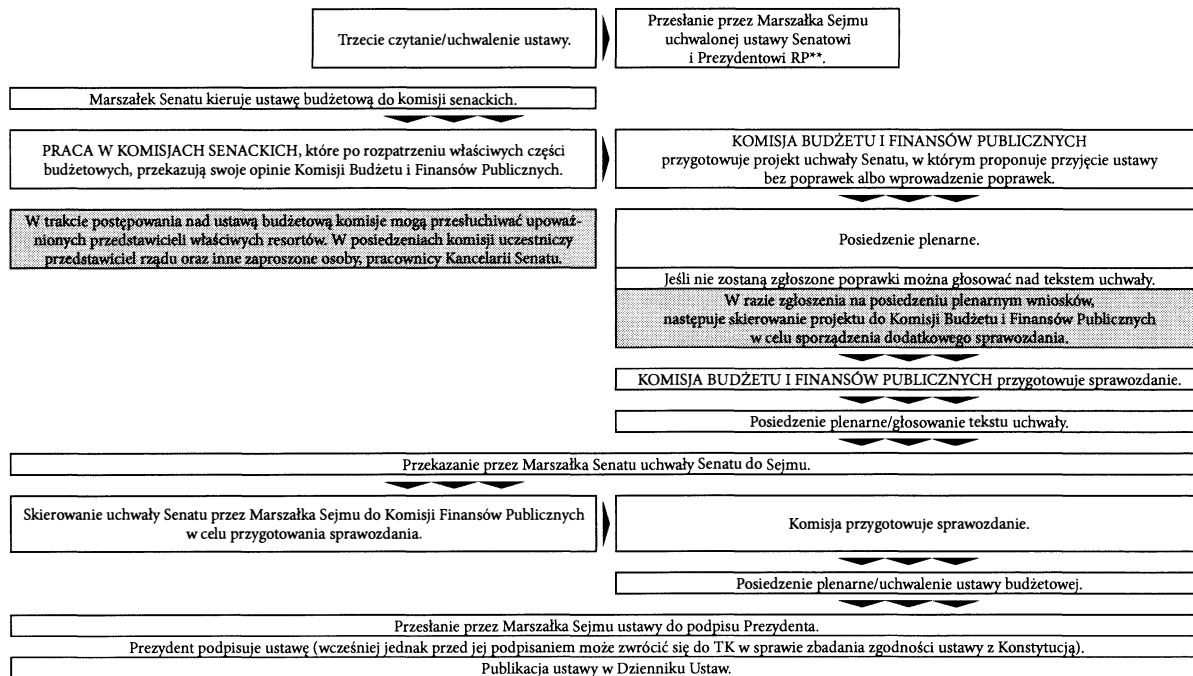 Trzecie czytanie/uchwalenie ustawy.
Przesłanie przez Marszałka Sejmu
uchwalonej ustawy Senatowi
i Prezydentowi RP**.
Marszałek Senatu kieruje ustawę budżetową do komisji senackich.
PRACA W KOMISJACH SENACKICH, które po rozpatrzeniu właściwych części
budżetowych, przekazują swoje opinie Komisji Budżetu i Finansów Publicznych.
KOMISJA BUDŻETU I FINANSÓW PUBLICZNYCH
przygotowuje projekt uchwały Senatu, w którym proponuje przyjęcie ustawy
bez poprawek albo wprowadzenie poprawek.
W trakcie postępowania nad ustawą budżetową komisje mogą przesłuchiwać upoważ-
nionych przedstawicieli właściwych resortów. W posiedzeniach komisji uczestniczy
przedstawiciel rządu oraz inne zaproszone osoby, pracownicy Kancelarii Senatu.
Posiedzenie plenarne.
Jeśli nie zostaną zgłoszone poprawki można głosować nad tekstem uchwały.
W razie zgłoszenia na posiedzeniu plenarnym wniosków,
następuje skierowanie projektu do Komisji Budżetu i Finansów Publicznych
w celu sporządzenia dodatkowego sprawozdania.
KOMISJA BUDŻETU I FINANSÓW PUBLICZNYCH przygotowuje sprawozdanie.
Posiedzenie plenarne/głosowanie tekstu uchwały.
Przekazanie przez Marszałka Senatu uchwały Senatu do Sejmu.
Skierowanie uchwały Senatu przez Marszałka Sejmu do Komisji Finansów Publicznych
w celu przygotowania sprawozdania.
Komisja przygotowuje sprawozdanie.
Posiedzenie plenarne/uchwalenie ustawy budżetowej.
Przesłanie przez Marszałka Sejmu ustawy do podpisu Prezydenta.
Prezydent podpisuje ustawę (wcześniej jednak przed jej podpisaniem może zwrócić się do TK w sprawie zbadania zgodności ustawy z Konstytucją).
Publikacja ustawy w Dzienniku Ustaw.